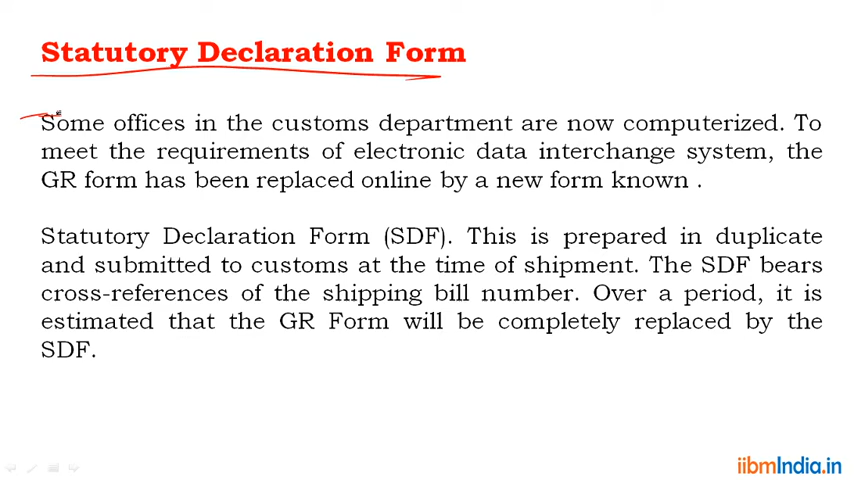 Statutory Declaration Form
Some offices in the customs department are now computerized. To
meet the requirements of electronic data interchange system, the
GR form has been replaced online by a new form known .
Statutory Declaration Form (SDF). This is prepared in duplicate
and submitted to customs at the time of shipment. The SDF bears
cross-references of the shipping bill number. Over a period, it is
estimated that the GR Form will be completely replaced by the
SDF.
iibmIndia.in